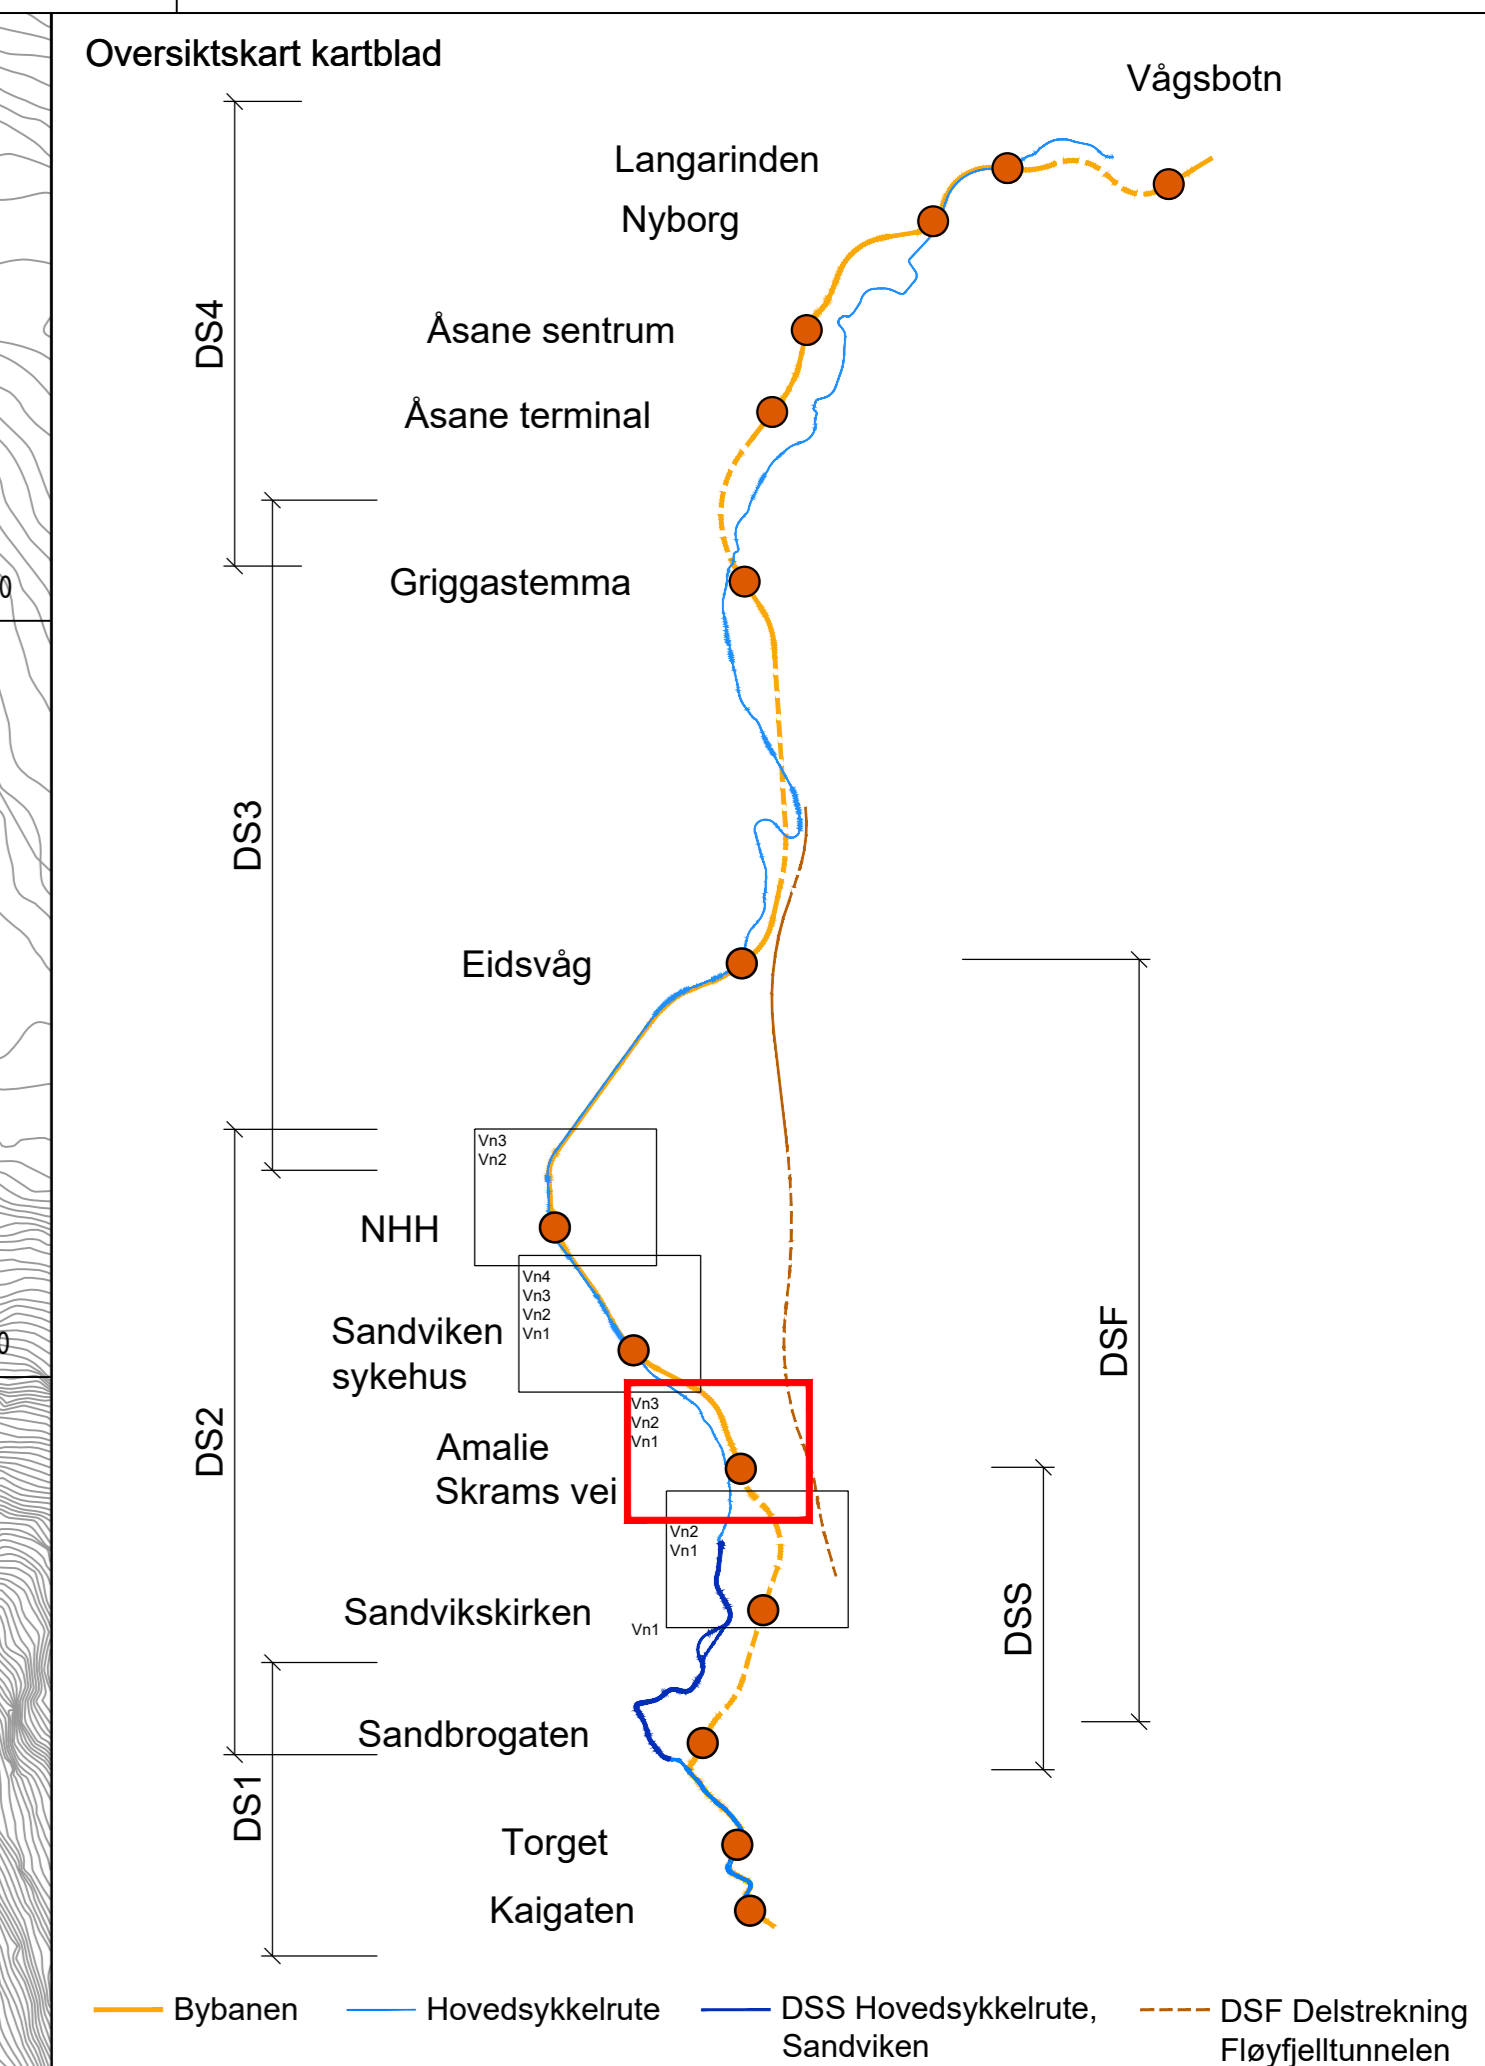 Oversiktskart kartblad
Vågsbotn
Langarinden
Nyborg
DS4
Åsane sentrum
Åsane terminal
0
Griggastemma
DS3
Eidsvåg
Vn3
Vn2
NHH
Vn4
Vn3
Vn2
Vn1
Sandviken
sykehus
0
DSF
DS2
Vn3
Vn2
Vn1
Amalie
Skrams vei
Vn2
Vn1
Sandvikskirken
Vn1
DSS
Sandbrogaten
DS1
Torget
Kaigaten
Bybanen
Hovedsykkelrute
DSS Hovedsykkelrute,
Sandviken
DSF Delstrekning
Fløyfjelltunnelen